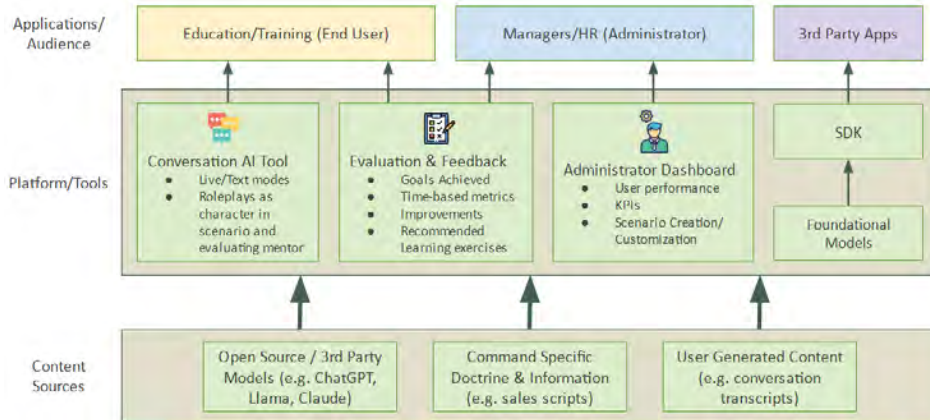 Applications/
Audience
Education/Training (End User)
Managers/HR (Administrator)
3rd Party Apps
Platform/Tools
Conversation AI Tool
Live/Text modes
Roleplays as
character in
scenario and
evaluating mentor
Evaluation & Feedback
Goals Achieved
Time-based metrics
Improvements
Recommended
Learning exercises
Administrator Dashboard
User performance
KPIs
Scenario Creation/
Customization
SDK
Foundational
Models
Content
Sources
Open Source / 3rd Party
Models (e.g. ChatGPT,
Llama, Claude)
Command Specific
Doctrine & Information
(e.g. sales scripts)
User Generated Content
(e.g. conversation
transcripts)